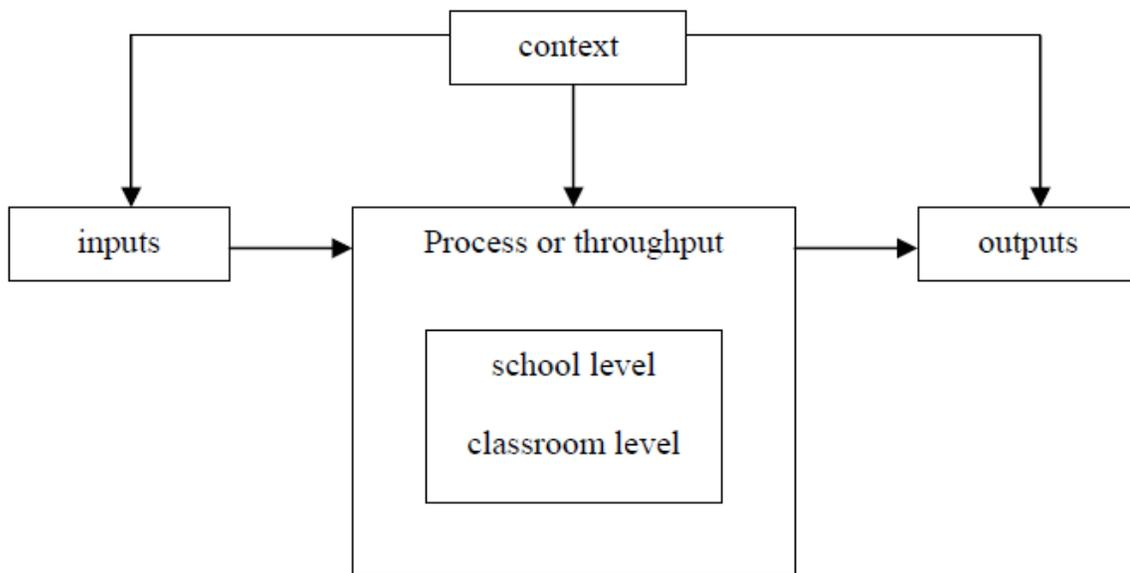 context
inputs
Process or throughput
outputs
school level
classroom level